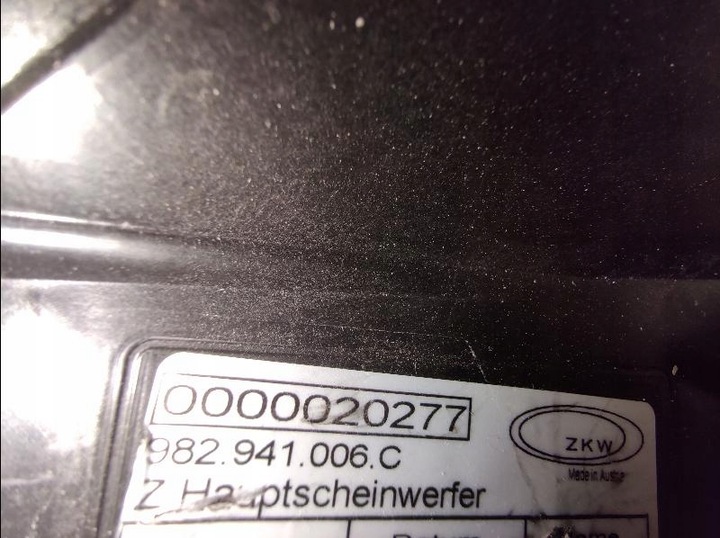 0000020277
982.941.006.C
ZKW
Made in Austria
Z Hauptscheinwerfer